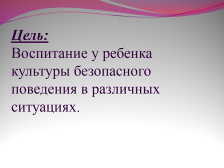 Цель:
Воспитание у ребенка
культуры безопасного
поведения в различных
ситуациях.